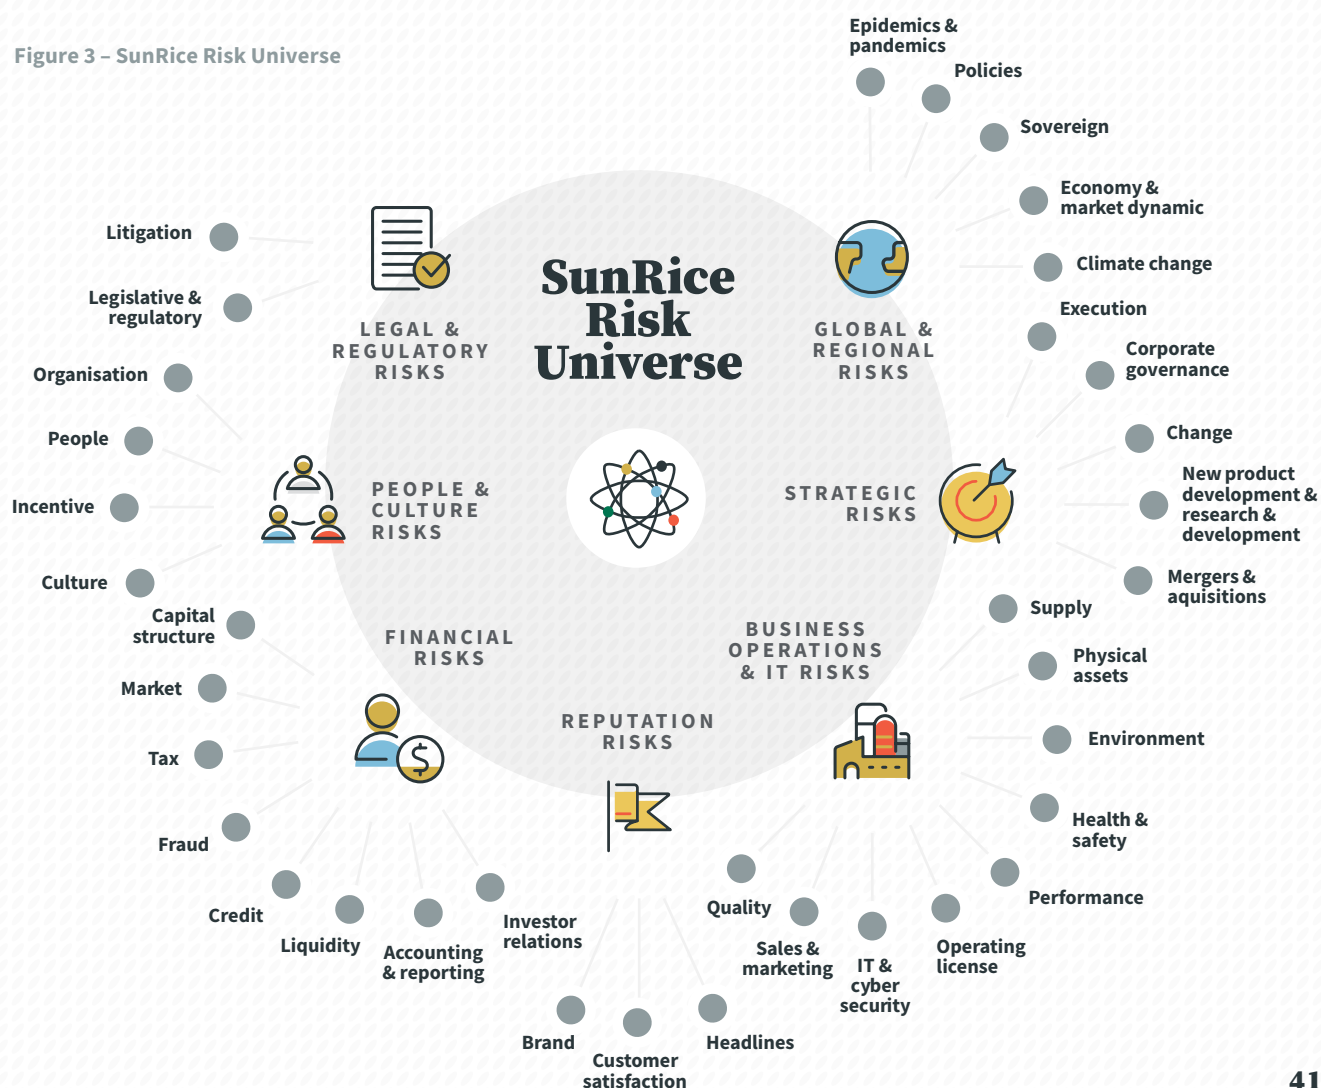 Figure 3 – SunRice Risk Universe
SunRice
Risk
Universe
GLOBAL &
REGIONAL
RISKS
Epidemics &
pandemics
Policies
Sovereign
Economy &
market dynamic
Climate change
STRATEGIC
RISKS
Execution
Corporate
governance
Change
New product
development &
research &
development
Mergers &
aquisitions
BUSINESS
OPERATIONS
& IT RISKS
Supply
Physical
assets
Environment
Health &
safety
Performance
Operating
license
IT &
cyber
security
Sales &
marketing
Quality
REPUTATION
RISKS
Headlines
Customer
satisfaction
Brand
FINANCIAL
RISKS
Investor
relations
Accounting
& reporting
Liquidity
Credit
Fraud
Tax
Market
Capital
structure
PEOPLE &
CULTURE
RISKS
Culture
Incentive
People
Organisation
LEGAL &
REGULATORY
RISKS
Legislative &
regulatory
Litigation
$
41